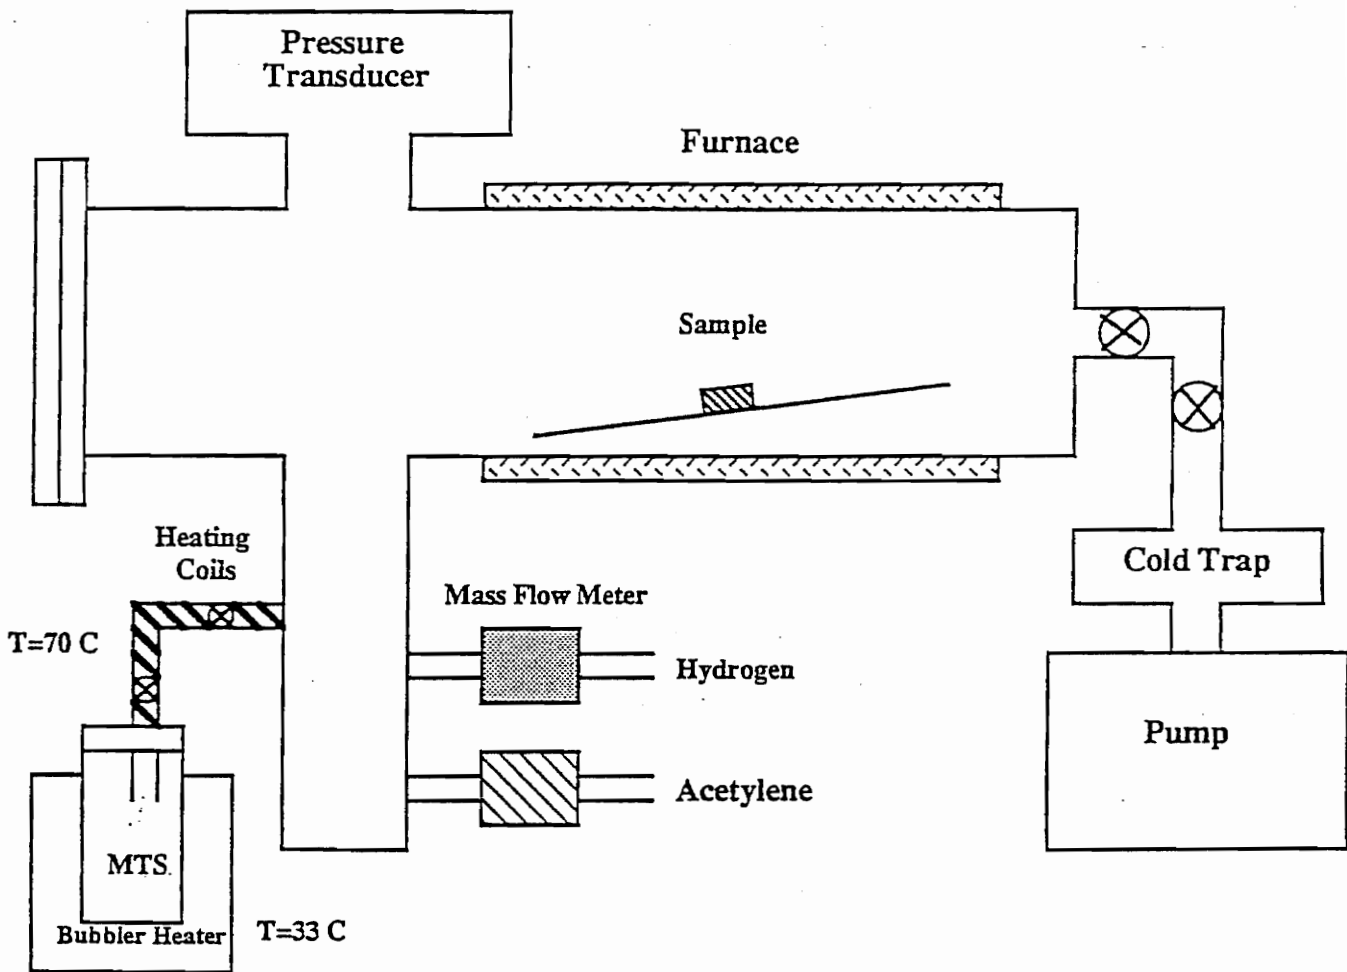 Pressure
Transducer
Furnace
Sample
Heating
Coils
Cold Trap
Mass Flow Meter
T=70 C
Hydrogen
Pump
Acetylene
MTS.
Bubbler Heater
T=33 C